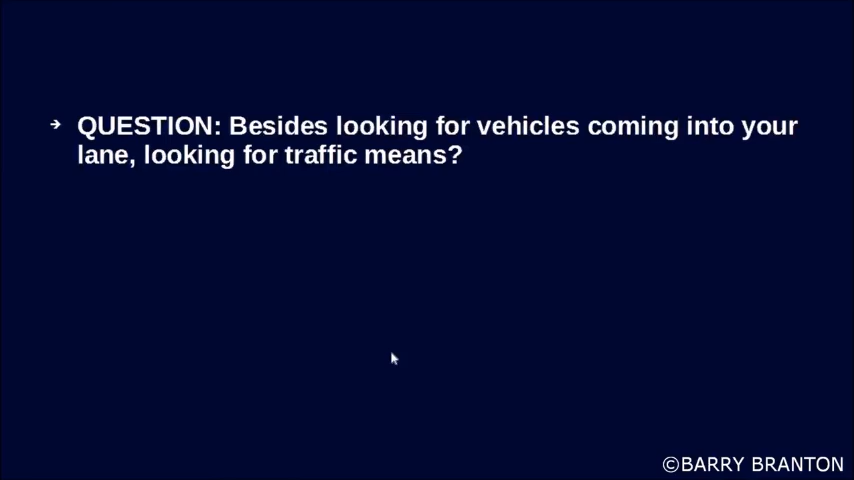 QUESTION: Besides looking for vehicles coming into your
lane, looking for traffic means?
©BARRY BRANTON